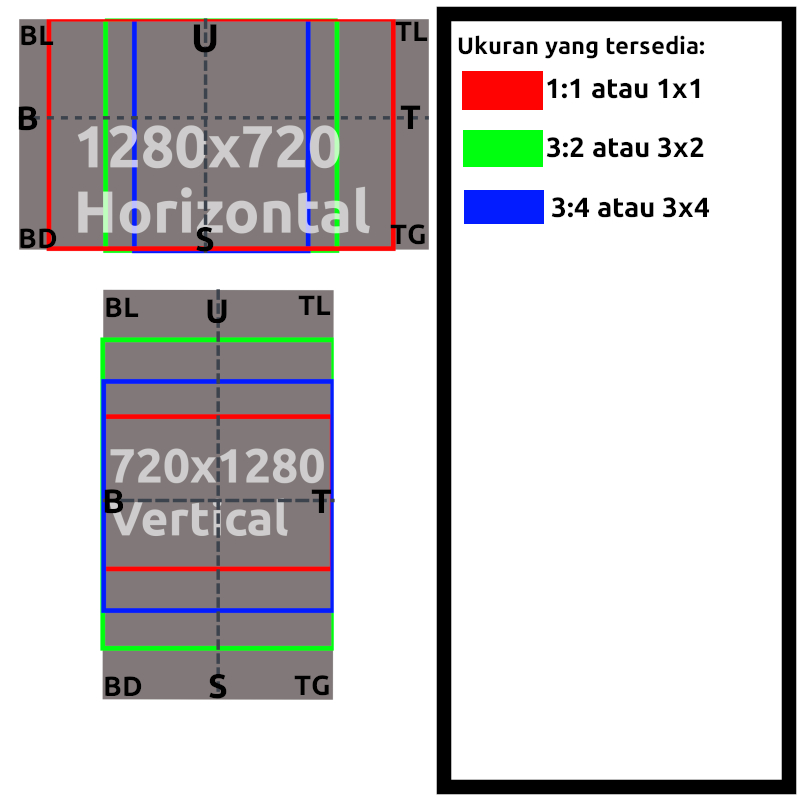 BL U TL
B T
1280x720
Horizontal
BD S TG
BL U TL
720x1280
B T
Vertical
BD S TG
Ukuran yang tersedia:
1:1 atau 1x1
3:2 atau 3x2
3:4 atau 3x4